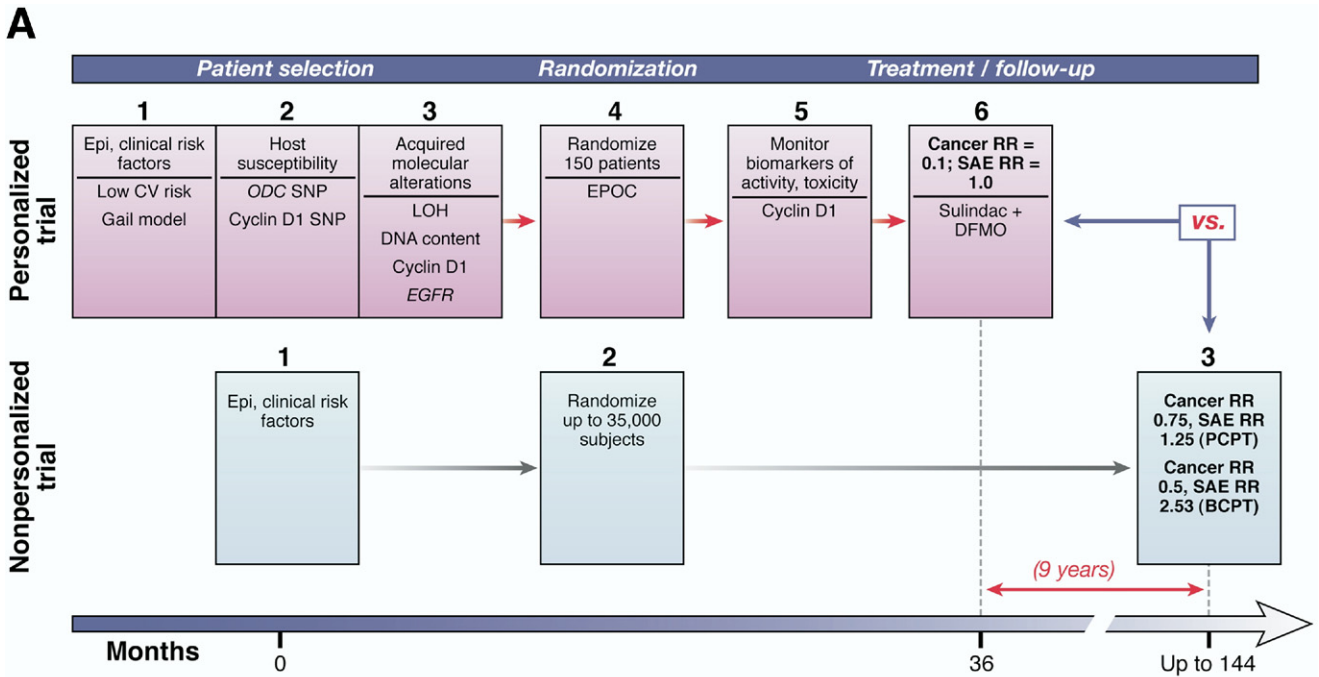 A
Patient selection
Randomization
Treatment / follow-up
Personalized
trial
1
Epi, clinical risk
factors
Low CV risk
Gail model
2
Host
susceptibility
ODC SNP
Cyclin D1 SNP
3
Acquired
molecular
alterations
LOH
DNA content
Cyclin D1
EGFR
4
Randomize
150 patients
EPOC
5
Monitor
biomarkers of
activity, toxicity
Cyclin D1
6
Cancer RR =
0.1; SAE RR =
1.0
Sulindac +
DFMO
vs.
Nonpersonalized
trial
1
Epi, clinical risk
factors
2
Randomize
up to 35,000
subjects
3
Cancer RR
0.75, SAE RR
1.25 (PCPT)
Cancer RR
0.5, SAE RR
2.53 (BCPT)
(9 years)
Months
0
36
Up to 144